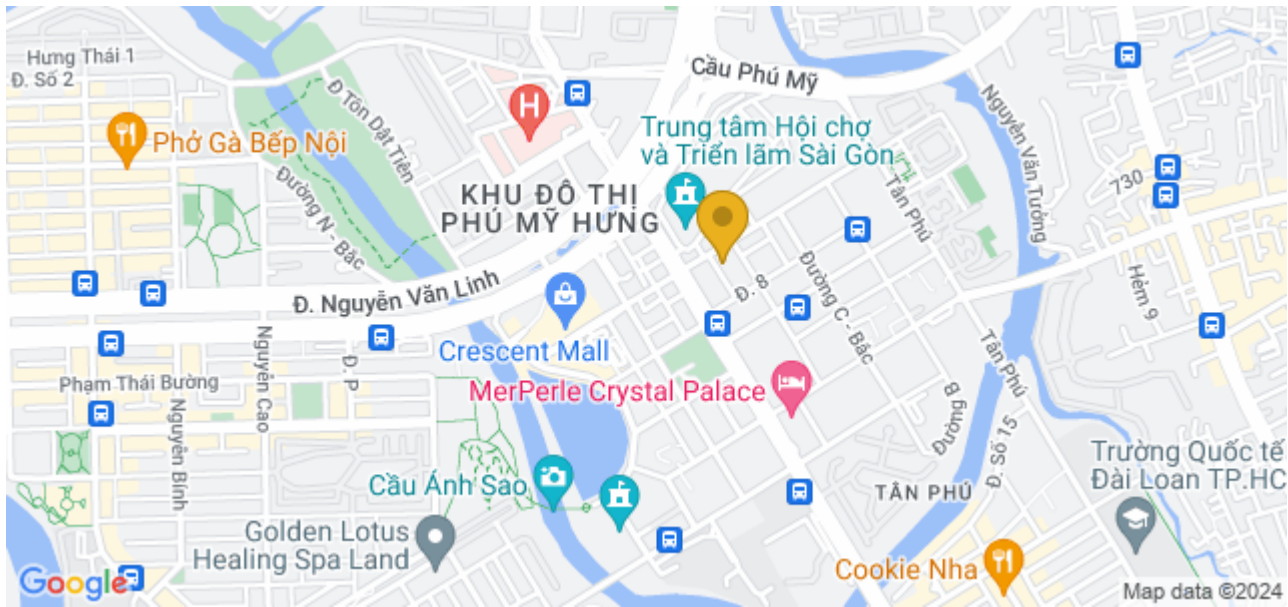 Hưng Thái 1
Đ. Số 2
Phở Gà Bếp Nội
Đ Tôn Dật Tiên
Đường N - Bắc
H
Cầu Phú Mỹ
Trung tâm Hội chợ
và Triển lãm Sài Gòn
KHU ĐÔ THỊ
PHÚ MỸ HƯNG
Nguyễn Văn Tưởng
730
Tân Phú
Đ. 8
Đường C - Bắc
Hẻm 9
Đ. Nguyễn Văn Linh
Crescent Mall
Nguyễn Cao
Đ. P
Phạm Thái Bường
Nguyễn Bính
MerPerle Crystal Palace
Tân Phú
Đường B
Đ. Số 15
Cầu Ánh Sao
TÂN PHÚ
Trường Quốc tế
Đài Loan TP.HC
Golden Lotus
Healing Spa Land
Cookie Nha
Google
Map data ©2024